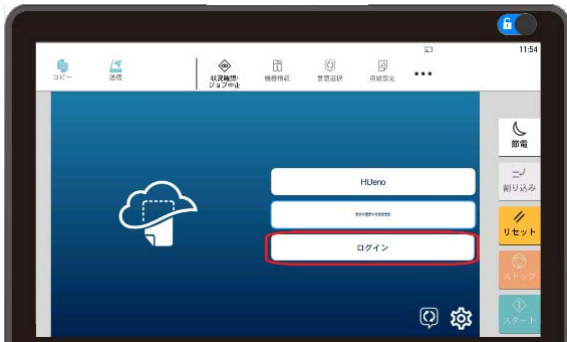 11:54
コピー
送信
状況確認・
ジョブ中止
機器情報
言語選択
用紙設定
HUeno
ログイン
節電
割り込み
リセット
ストップ
スタート